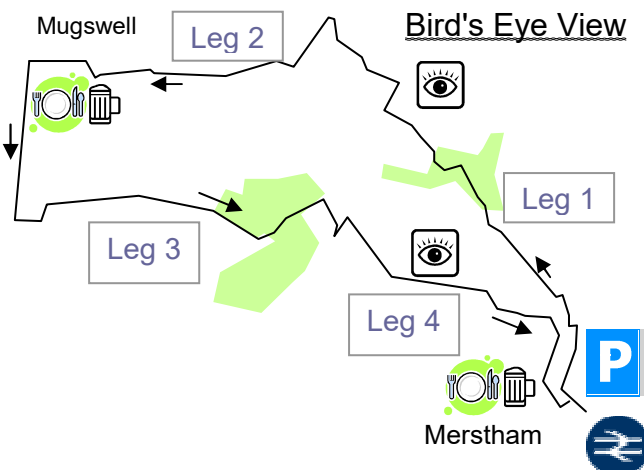 Mugswell
Leg 2
Bird's Eye View
Leg 1
Leg 3
Leg 4
P
Merstham